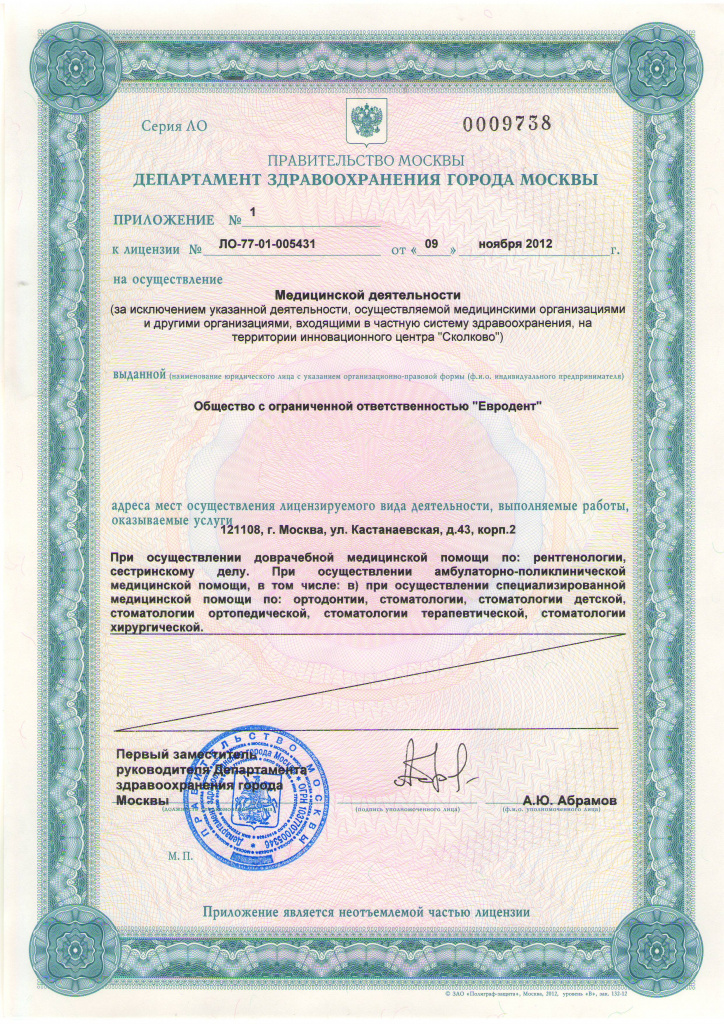 Серия ЛО
0009738
ПРАВИТЕЛЬСТВО МОСКВЫ
ДЕПАРТАМЕНТ ЗДРАВООХРАНЕНИЯ ГОРОДА МОСКВЫ
ПРИЛОЖЕНИЕ № 1
к лицензии № ЛО-77-01-005431 от « 09 » ноября 2012 г.
на осуществление
Медицинской деятельности
(за исключением указанной деятельности, осуществляемой медицинскими организациями
и другими организациями, входящими в частную систему здравоохранения, на
территории инновационного центра "Сколково")
выданной (наименование юридического лица с указанием организационно-правовой формы (ф.и.о. индивидуального предпринимателя)
Общество с ограниченной ответственностью "Евродент"
адреса мест осуществления лицензируемого вида деятельности, выполняемые работы,
оказываемые услуги
121108, г. Москва, ул. Кастанаевская, д.43, корп.2
При осуществлении доврачебной медицинской помощи по: рентгенологии,
сестринскому делу. При осуществлении амбулаторно-поликлинической
медицинской помощи, в том числе: в) при осуществлении специализированной
медицинской помощи по: ортодонтии, стоматологии, стоматологии детской,
стоматологии ортопедической, стоматологии терапевтической, стоматологии
хирургической.
Первый заместитель
руководителя Департамента
здравоохранения города
Москвы
(подпись уполномоченного лица)
А.Ю. Абрамов
(ф.и.о. уполномоченного лица)
ПРАВИТЕЛЬСТВО МОСКВЫ
Департамент здравоохранения города Москвы
ОГРН 1037707005346
М. П.
Приложение является неотъемлемой частью лицензии
© ЗАО «Полиграф-защита», Москва, 2012, уровень «В», зак. 132-12